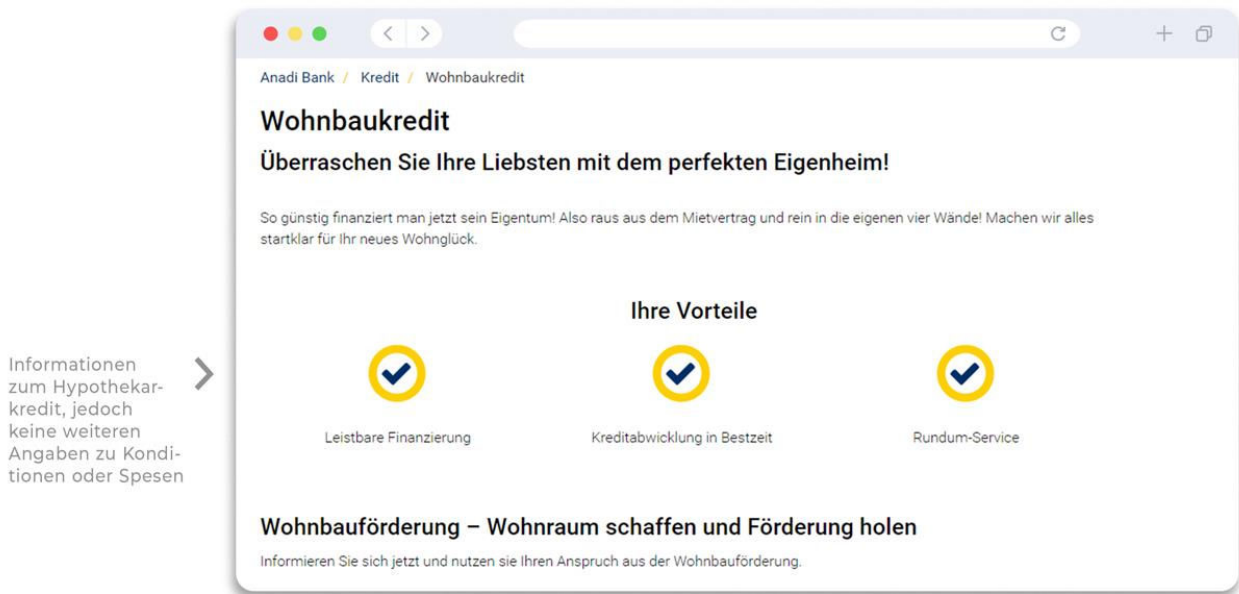 Anadi Bank / Kredit / Wohnbaukredit
Wohnbaukredit
Überraschen Sie Ihre Liebsten mit dem perfekten Eigenheim!
So günstig finanziert man jetzt sein Eigentum! Also raus aus dem Mietvertrag und rein in die eigenen vier Wände! Machen wir alles
startklar für Ihr neues Wohnglück.
Ihre Vorteile
Informationen
zum Hypothekar-
kredit, jedoch
keine weiteren
Angaben zu Kondi-
tionen oder Spesen
Leistbare Finanzierung
Kreditabwicklung in Bestzeit
Rundum-Service
Wohnbauförderung – Wohnraum schaffen und Förderung holen
Informieren Sie sich jetzt und nutzen sie Ihren Anspruch aus der Wohnbauförderung.